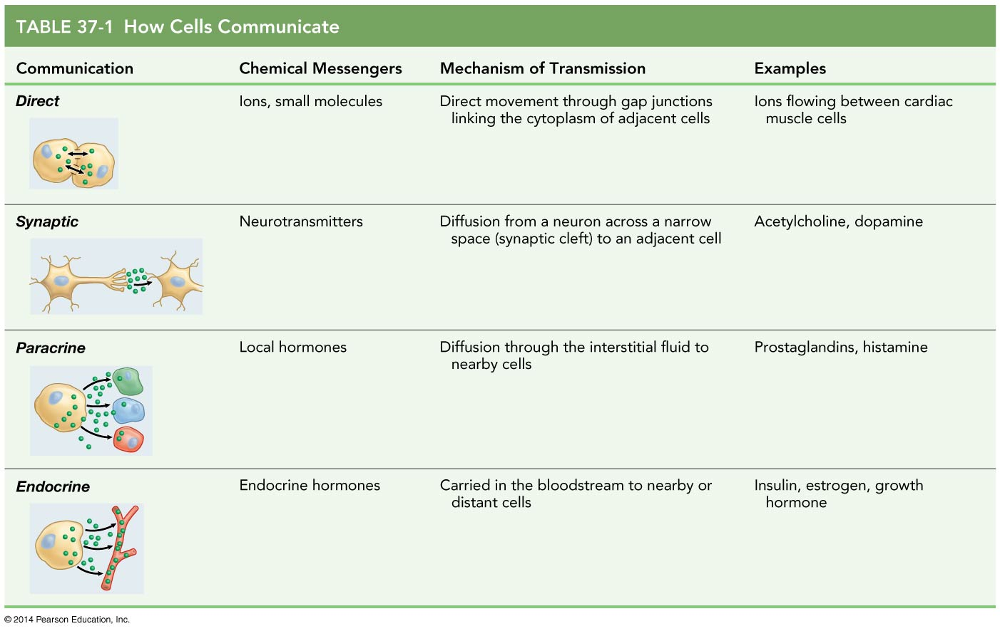 TABLE 37-1 How Cells Communicate
Communication Chemical Messengers Mechanism of Transmission Examples
Direct Ions, small molecules Direct movement through gap junctions Ions flowing between cardiac
linking the cytoplasm of adjacent cells muscle cells
Synaptic Neurotransmitters Diffusion from a neuron across a narrow Acetylcholine, dopamine
space (synaptic cleft) to an adjacent cell
Paracrine Local hormones Diffusion through the interstitial fluid to Prostaglandins, histamine
nearby cells
Endocrine Endocrine hormones Carried in the bloodstream to nearby or Insulin, estrogen, growth
distant cells hormone
© 2014 Pearson Education, Inc.